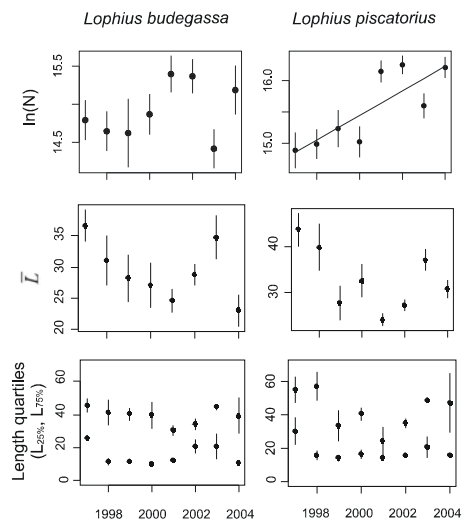 Lophius budegassa
Lophius piscatorius
ln(N)
15.5
14.5
16.0
15.0
L̅
35
30
25
20
40
30
Length quartiles
(L25%, L75%)
60
40
20
0
60
40
20
0
1998 2000 2002 2004
1998 2000 2002 2004